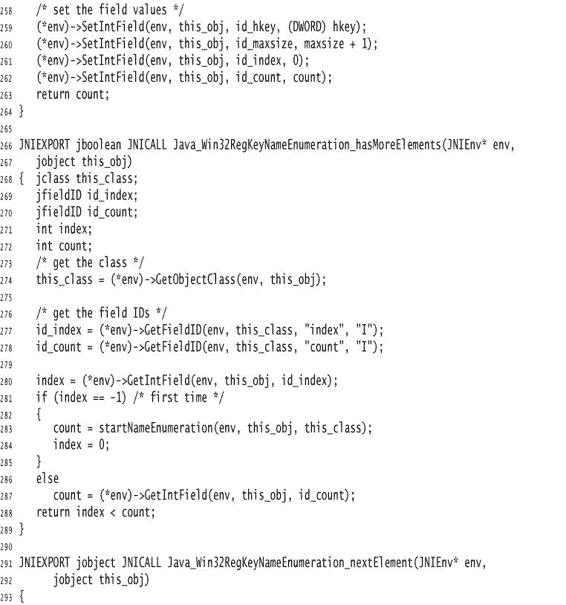 258    /* set the field values */
259    (*env)->SetIntField(env, this_obj, id_hkey, (DWORD) hkey);
260    (*env)->SetIntField(env, this_obj, id_maxsize, maxsize + 1);
261    (*env)->SetIntField(env, this_obj, id_index, 0);
262    (*env)->SetIntField(env, this_obj, id_count, count);
263    return count;
264 }
265
266 JNIEXPORT jboolean JNICALL Java_Win32RegKeyNameEnumeration_hasMoreElements(JNIEnv* env,
267    jobject this_obj)
268 {  jclass this_class;
269    jfieldID id_index;
270    jfieldID id_count;
271    int index;
272    int count;
273    /* get the class */
274    this_class = (*env)->GetObjectClass(env, this_obj);
275
276    /* get the field IDs */
277    id_index = (*env)->GetFieldID(env, this_class, "index", "I");
278    id_count = (*env)->GetFieldID(env, this_class, "count", "I");
279
280    index = (*env)->GetIntField(env, this_obj, id_index);
281    if (index == -1) /* first time */
282    {
283       count = startNameEnumeration(env, this_obj, this_class);
284       index = 0;
285    }
286    else
287       count = (*env)->GetIntField(env, this_obj, id_count);
288    return index < count;
289 }
290
291 JNIEXPORT jobject JNICALL Java_Win32RegKeyNameEnumeration_nextElement(JNIEnv* env,
292       jobject this_obj)
293 {